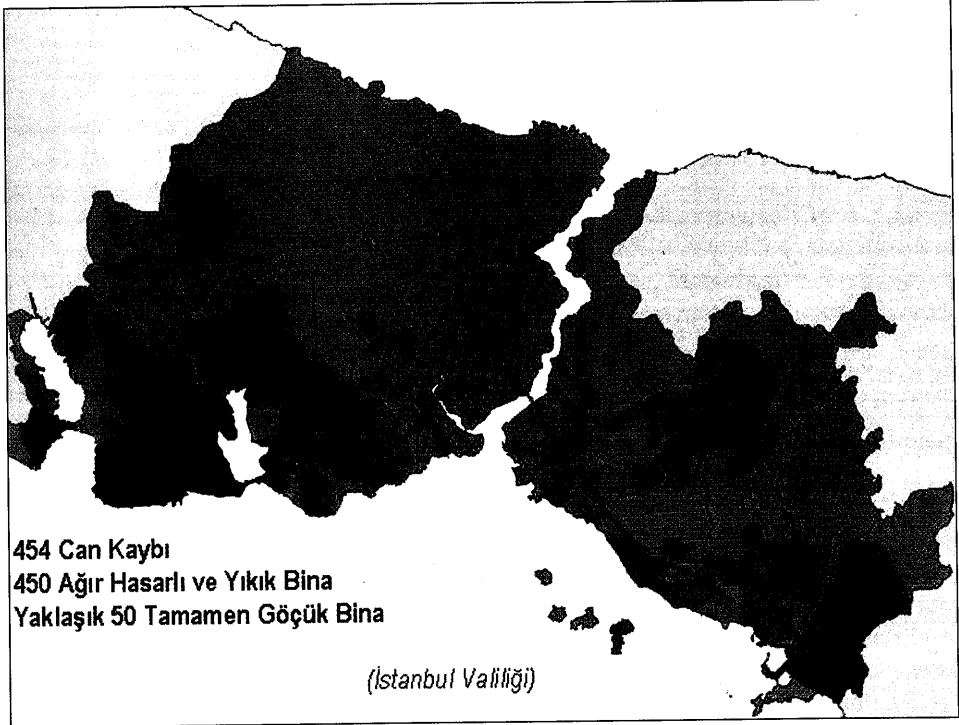 454 Can Kaybı
450 Ağır Hasarlı ve Yıkık Bina
Yaklaşık 50 Tamamen Göçük Bina
(İstanbul Valiliği)